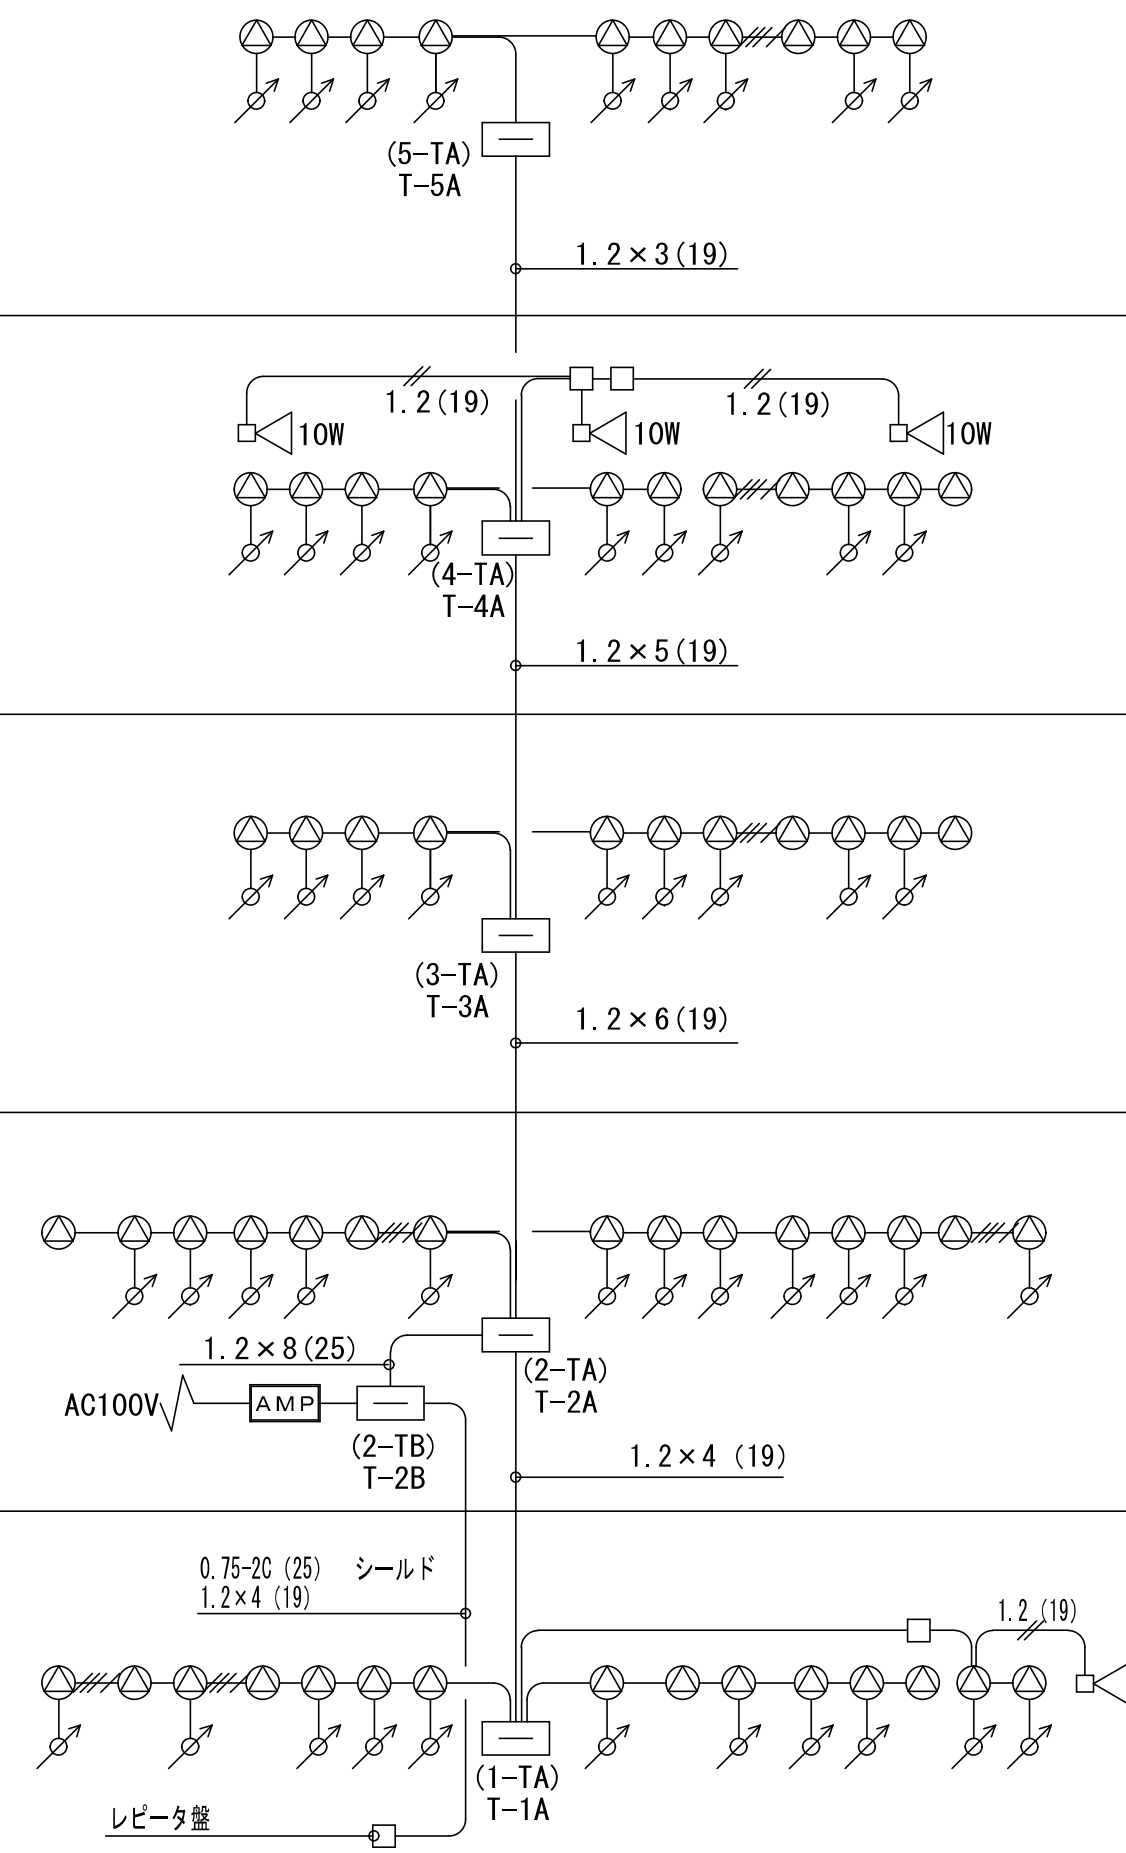 (5-TA)
T-5A
1.2×3(19)
1.2(19)
1.2(19)
10W
10W
10W
(4-TA)
T-4A
1.2×5(19)
(3-TA)
T-3A
1.2×6(19)
1.2×8(25)
(2-TA)
T-2A
AC100V
AMP
(2-TB)
T-2B
1.2×4 (19)
0.75-2C (25) シールド
1.2×4 (19)
1.2 (19)
(1-TA)
T-1A
レピータ盤